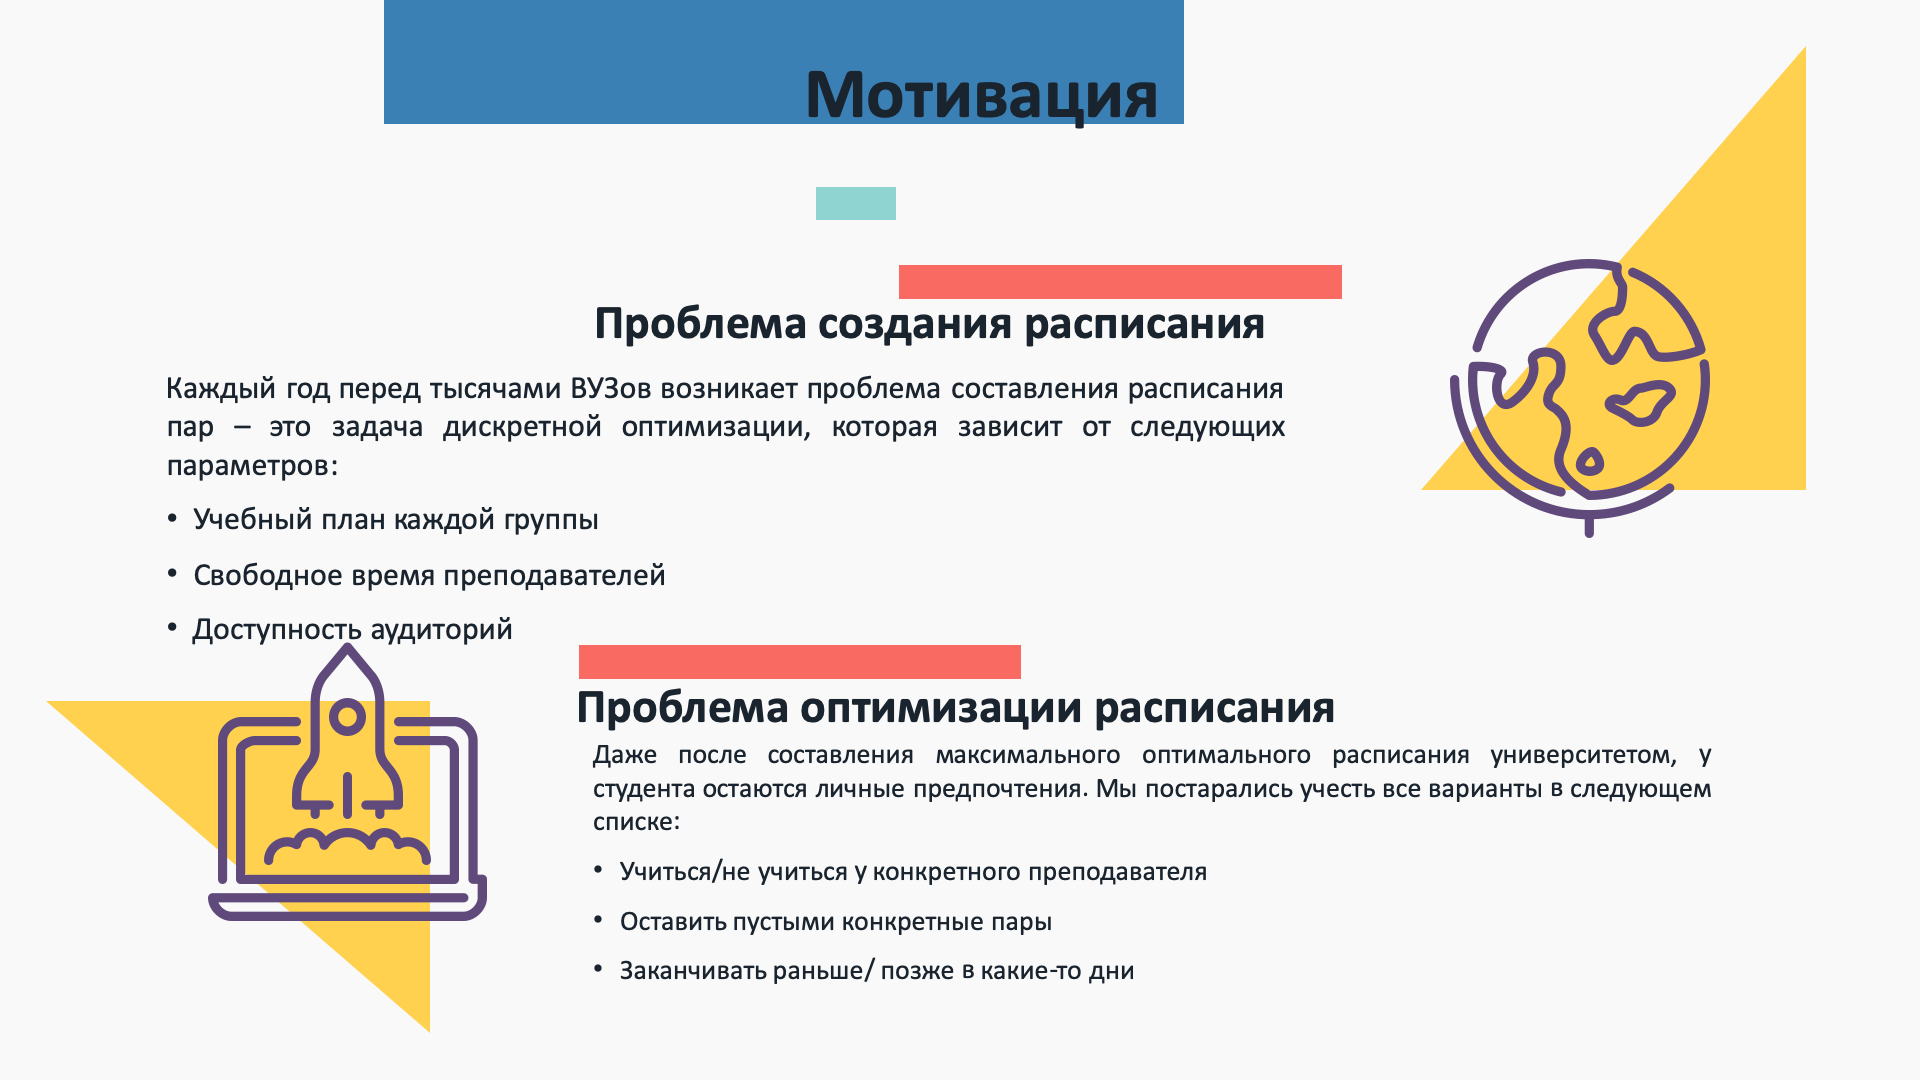 Мотивация
Проблема создания расписания
Каждый год перед тысячами ВУЗов возникает проблема составления расписания
пар – это задача дискретной оптимизации, которая зависит от следующих
параметров:
• Учебный план каждой группы
• Свободное время преподавателей
• Доступность аудиторий
Проблема оптимизации расписания
Даже после составления максимального оптимального расписания университетом, у
студента остаются личные предпочтения. Мы постарались учесть все варианты в следующем
списке:
• Учиться/не учиться у конкретного преподавателя
• Оставить пустыми конкретные пары
• Заканчивать раньше/ позже в какие-то дни